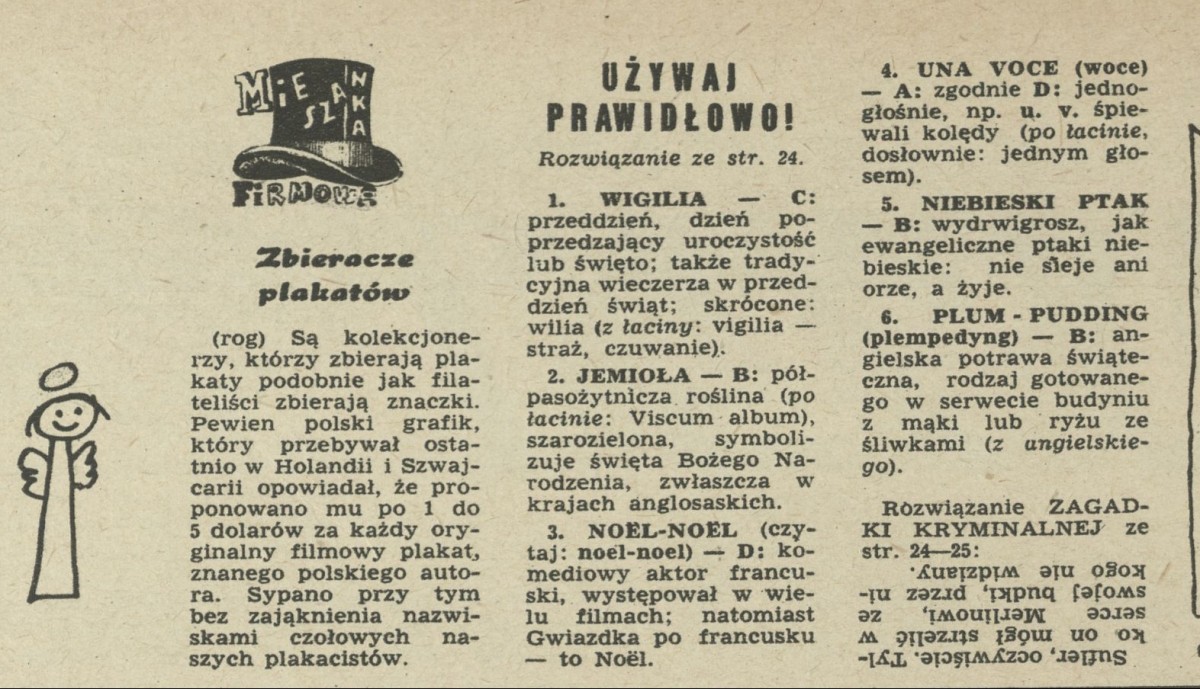 MiESZANKA
FiRMOWA
Zbieracze
plakatów
(rog) Są kolekcjone-
rzy, którzy zbierają pla-
katy podobnie jak fila-
teliści zbierają znaczki.
Pewien polski grafik,
który przebywał osta-
tnio w Holandii i Szwaj-
carii opowiadał, że pro-
ponowano mu po 1 do
5 dolarów za każdy ory-
ginalny filmowy plakat,
znanego polskiego auto-
ra. Sypano przy tym
bez zająknienia nazwi-
skami czołowych na-
szych plakacistów.
UŻYWAJ
PRAWIDŁOWO!
Rozwiązanie ze str. 24.
1. WIGILIA — C:
przeddzień, dzień po-
przedzający uroczystość
lub święto; także trady-
cyjna wieczerza w przed-
dzień świąt; skrócone:
wilia (z łaciny: vigilia —
straż, czuwanie).
2. JEMIOŁA — B: pół-
pasożytnicza roślina (po
łacinie: Viscum album),
szarozielona, symboli-
zuje święta Bożego Na-
rodzenia, zwłaszcza w
krajach anglosaskich.
3. NOËL-NOËL (czy-
taj: noel-noel) — D: ko-
mediowy aktor francu-
ski, występował w wie-
lu filmach; natomiast
Gwiazdka po francusku
— to Noël.
4. UNA VOCE (woce)
— A: zgodnie D: jedno-
głośnie, np. u. v. śpie-
wali kolędy (po łacinie,
dosłownie: jednym gło-
sem).
5. NIEBIESKI PTAK
— B: wydrwigrosz, jak
ewangeliczne ptaki nie-
bieskie: nie sieje ani
orze, a żyje.
6. PLUM - PUDDING
(plempedyng) — B: an-
gielska potrawa świąte-
czna, rodzaj gotowane-
go w serwecie budyniu
z mąki lub ryżu ze
śliwkami (z angielskie-
go).
Rozwiązanie ZAGAD-
KI KRYMINALNEJ ze
str. 24—25:
Sufler, oczywiście. Tyl-
ko on mógł strzelić w
serce Merlinowi, ze
swojej budki, przez ni-
kogo nie widziany.